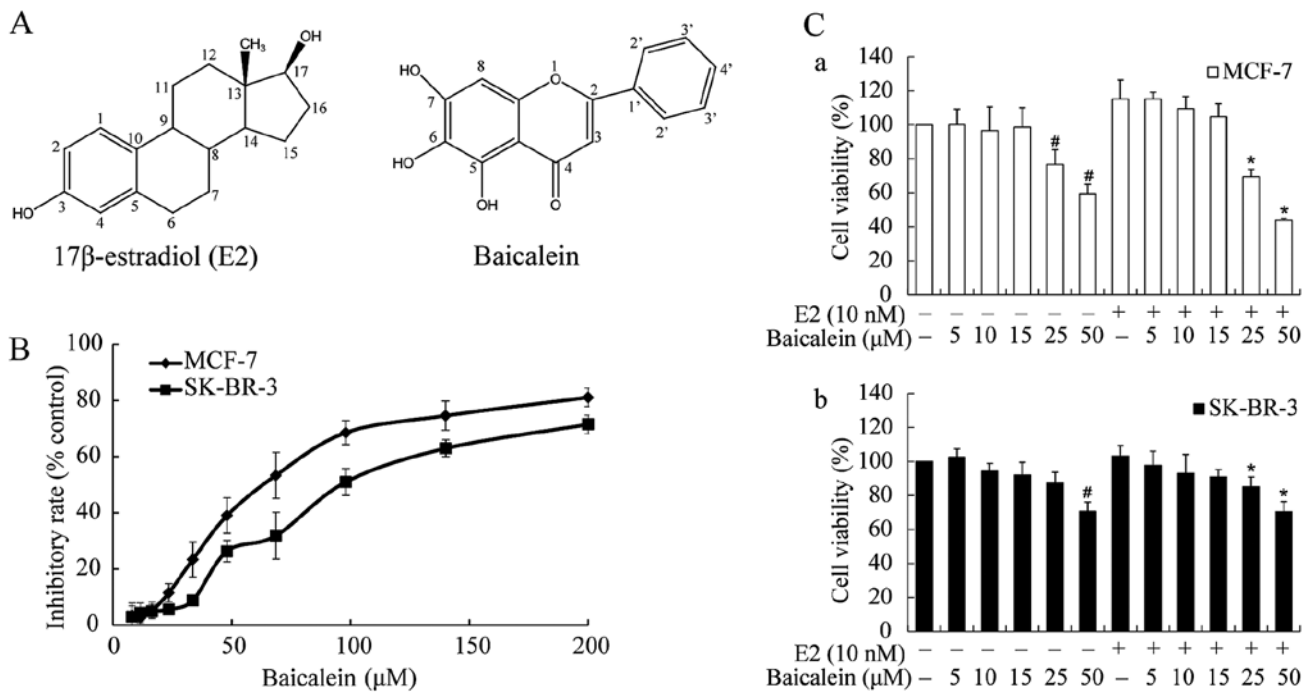 A
OH
CH₃
12
17
11
13
16
1
9
14
2
10
8
15
3
5
7
HO
4
6
17β-estradiol (E2)
3'
2'
8
1
4'
HO
2
7
1'
3'
6
3
2'
HO
5
4
OH
O
Baicalein
B
MCF-7
SK-BR-3
Inhibitory rate (% control)
100
80
60
40
20
0
0 50 100 150 200
Baicalein (μM)
C
a
MCF-7
Cell viability (%)
140
120
100
80
60
40
20
0
# # * *
E2 (10 nM) – – – – – – + + + + + +
Baicalein (μM) – 5 10 15 25 50 – 5 10 15 25 50
b
SK-BR-3
Cell viability (%)
140
120
100
80
60
40
20
0
# * *
E2 (10 nM) – – – – – – + + + + + +
Baicalein (μM) – 5 10 15 25 50 – 5 10 15 25 50